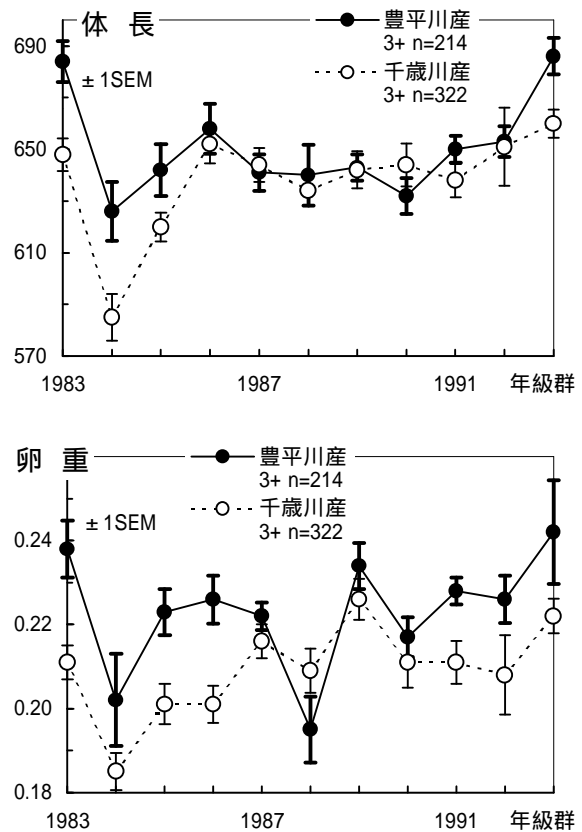 体 長
豊平川産
3+ n=214
千歳川産
3+ n=322
± 1SEM
690
650
610
570
1983
1987
1991
年級群
卵 重
豊平川産
3+ n=214
千歳川産
3+ n=322
± 1SEM
0.24
0.22
0.20
0.18
1983
1987
1991
年級群